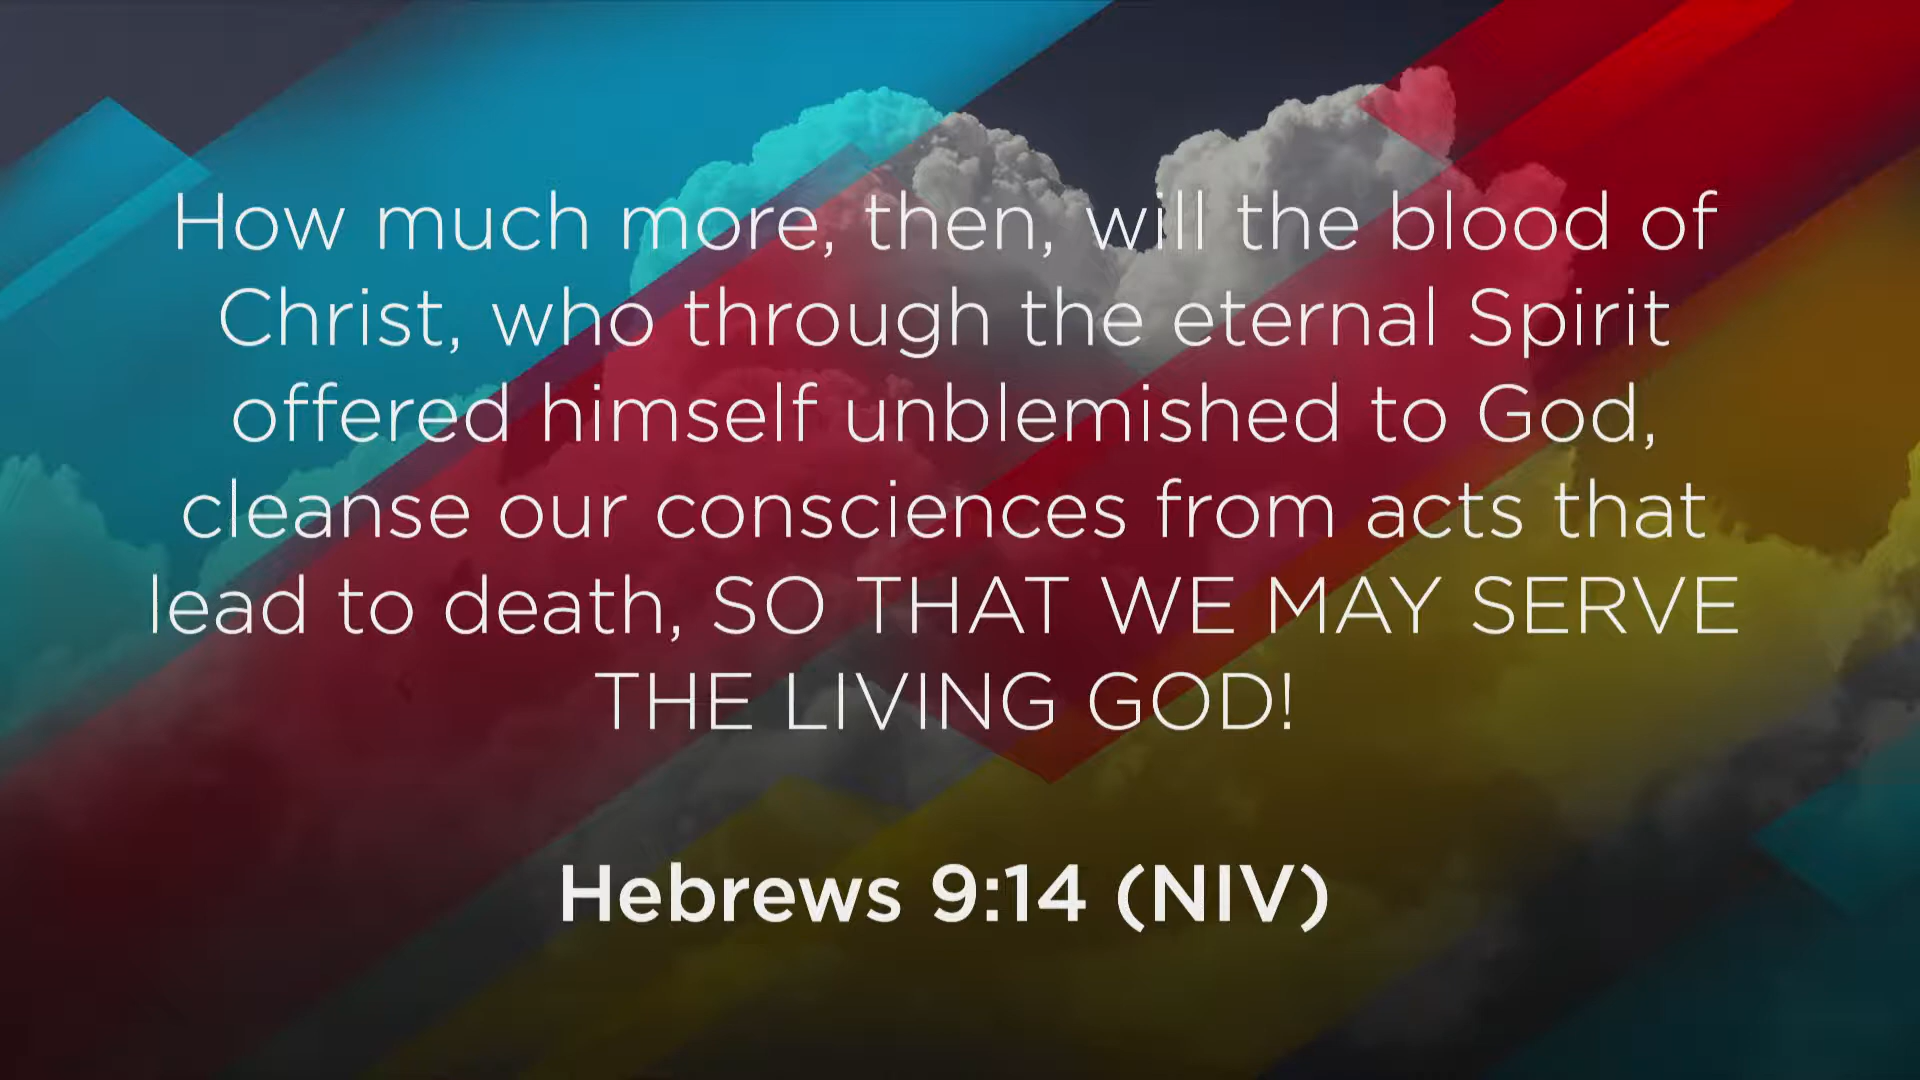 How much more, then, will the blood of
Christ, who through the eternal Spirit
offered himself unblemished to God,
cleanse our consciences from acts that
lead to death, SO THAT WE MAY SERVE
THE LIVING GOD!
Hebrews 9:14 (NIV)